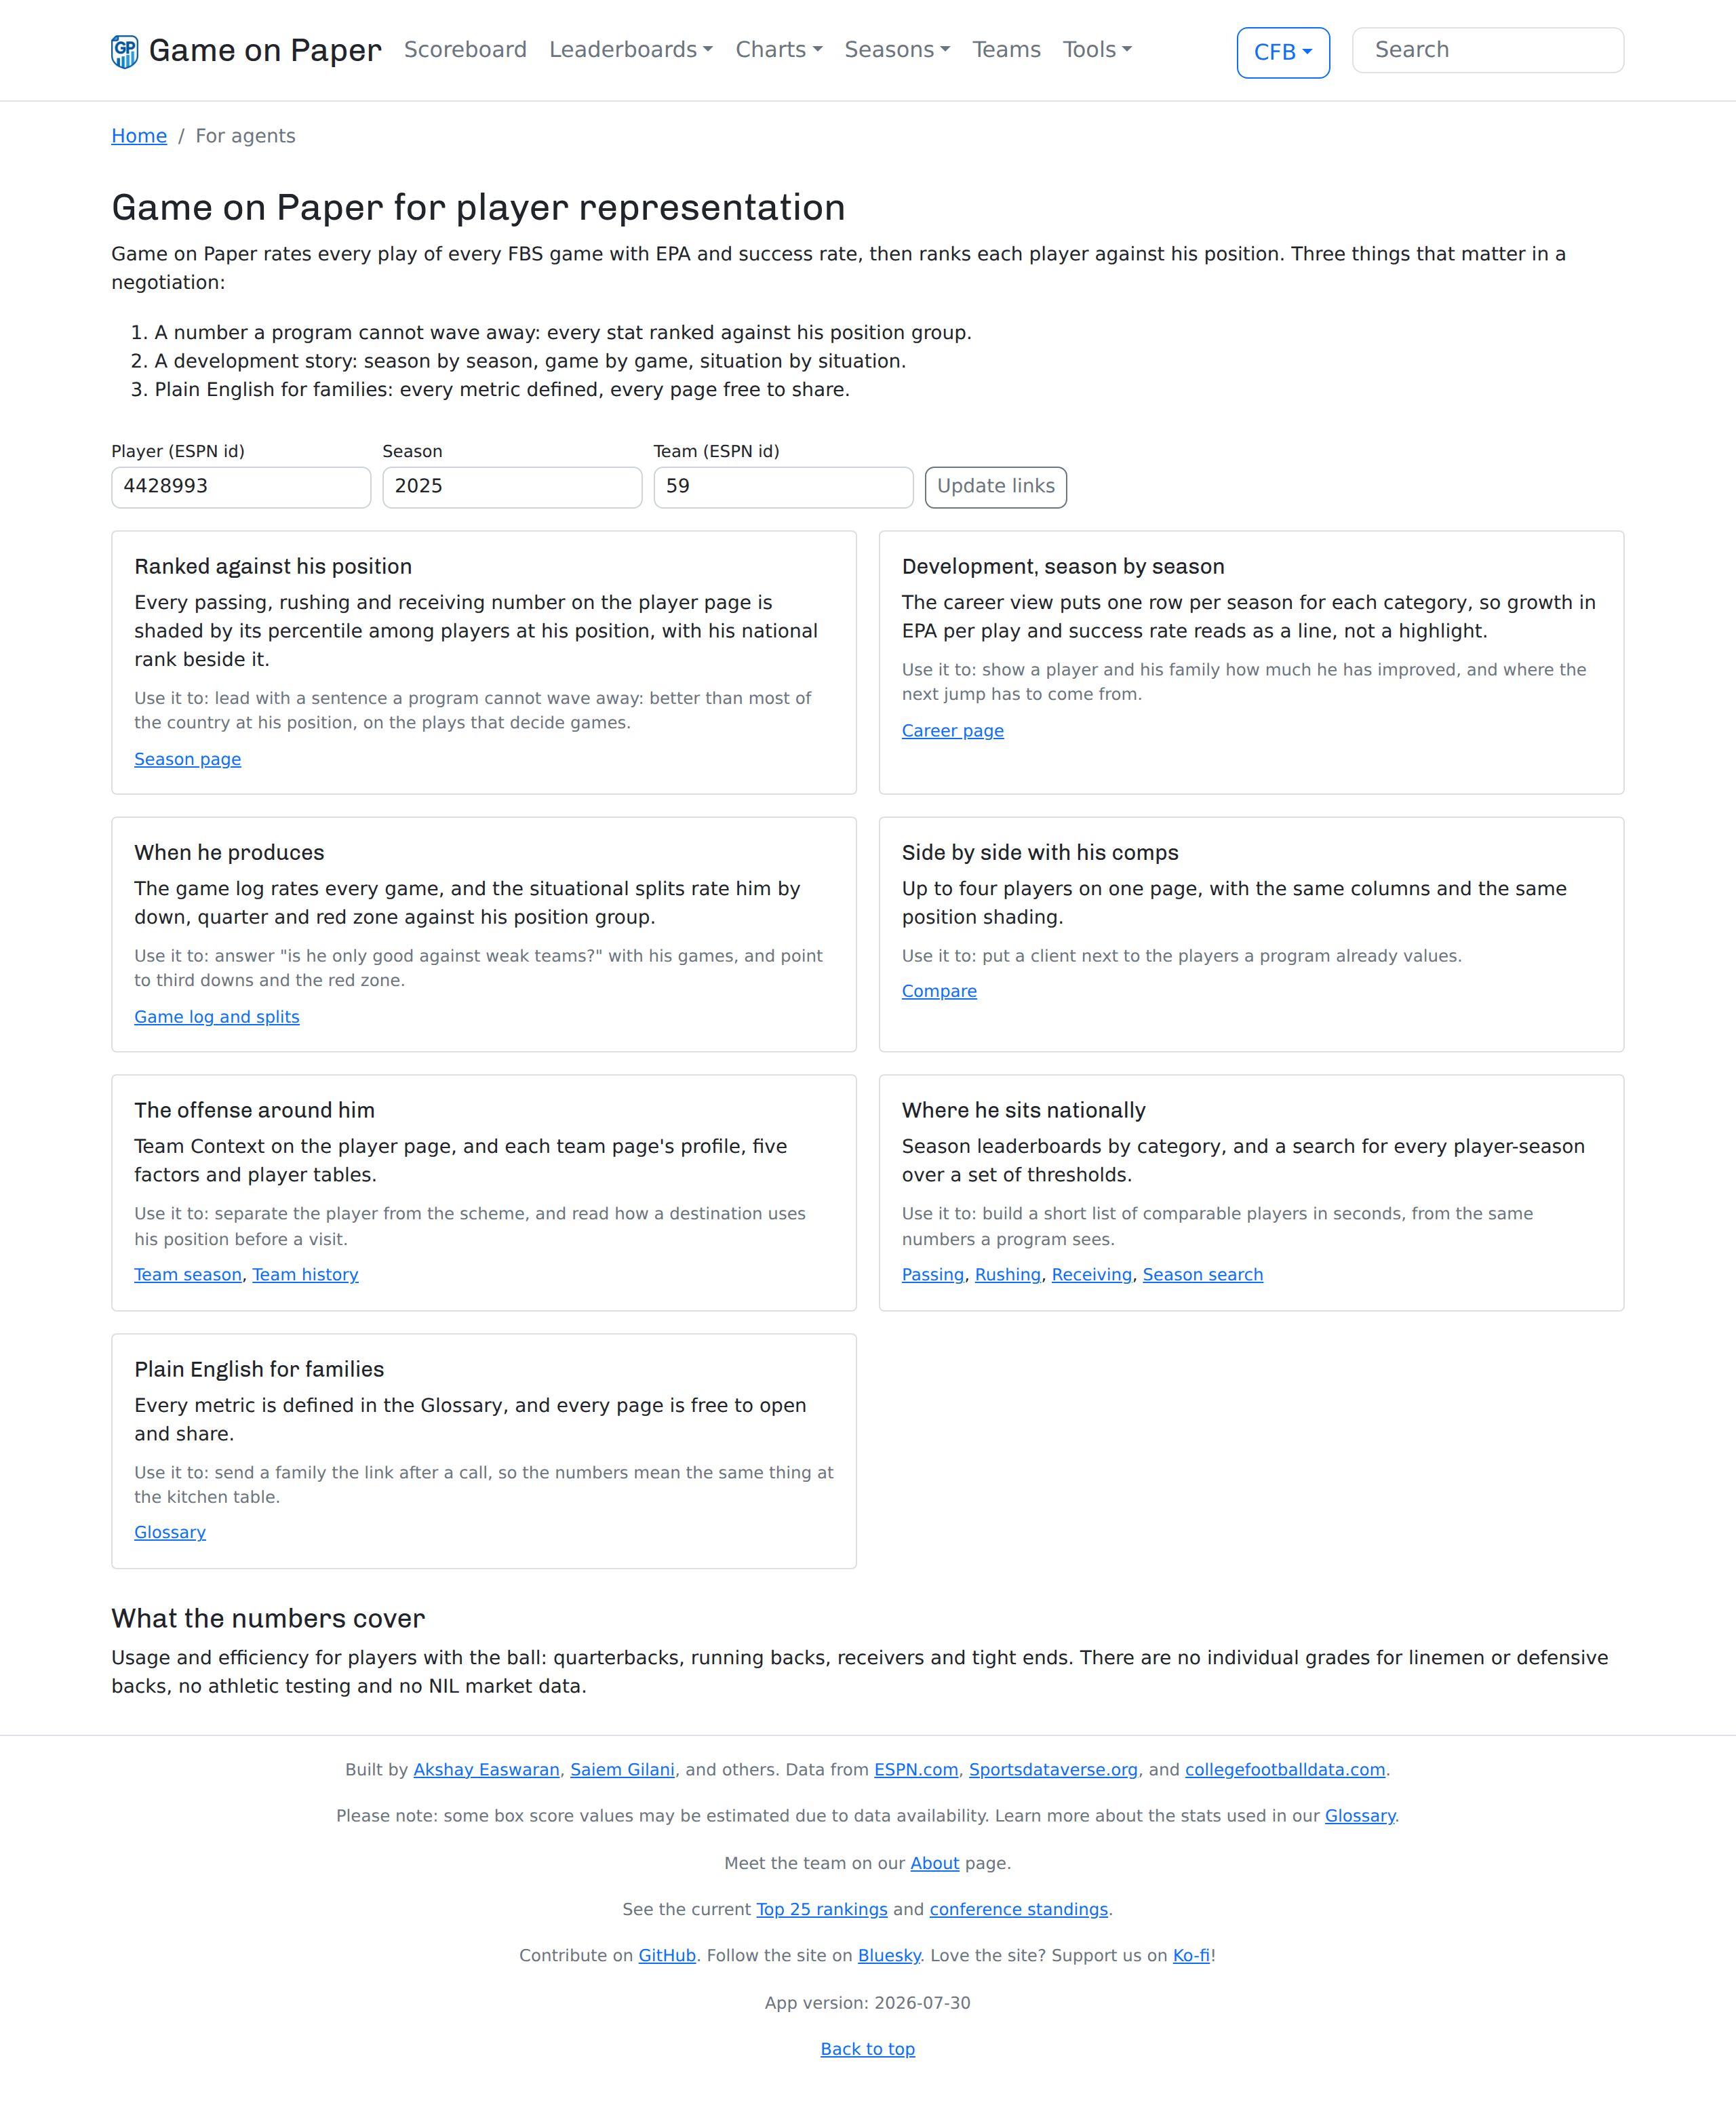 GP Game on Paper Scoreboard Leaderboards Charts Seasons Teams Tools CFB Search
Home / For agents
Game on Paper for player representation
Game on Paper rates every play of every FBS game with EPA and success rate, then ranks each player against his position. Three things that matter in a
negotiation:
1. A number a program cannot wave away: every stat ranked against his position group.
2. A development story: season by season, game by game, situation by situation.
3. Plain English for families: every metric defined, every page free to share.
Player (ESPN id) Season Team (ESPN id)
4428993 2025 59 Update links
Ranked against his position
Every passing, rushing and receiving number on the player page is
shaded by its percentile among players at his position, with his national
rank beside it.
Use it to: lead with a sentence a program cannot wave away: better than most of
the country at his position, on the plays that decide games.
Season page
Development, season by season
The career view puts one row per season for each category, so growth in
EPA per play and success rate reads as a line, not a highlight.
Use it to: show a player and his family how much he has improved, and where the
next jump has to come from.
Career page
When he produces
The game log rates every game, and the situational splits rate him by
down, quarter and red zone against his position group.
Use it to: answer "is he only good against weak teams?" with his games, and point
to third downs and the red zone.
Game log and splits
Side by side with his comps
Up to four players on one page, with the same columns and the same
position shading.
Use it to: put a client next to the players a program already values.
Compare
The offense around him
Team Context on the player page, and each team page's profile, five
factors and player tables.
Use it to: separate the player from the scheme, and read how a destination uses
his position before a visit.
Team season, Team history
Where he sits nationally
Season leaderboards by category, and a search for every player-season
over a set of thresholds.
Use it to: build a short list of comparable players in seconds, from the same
numbers a program sees.
Passing, Rushing, Receiving, Season search
Plain English for families
Every metric is defined in the Glossary, and every page is free to open
and share.
Use it to: send a family the link after a call, so the numbers mean the same thing at
the kitchen table.
Glossary
What the numbers cover
Usage and efficiency for players with the ball: quarterbacks, running backs, receivers and tight ends. There are no individual grades for linemen or defensive
backs, no athletic testing and no NIL market data.
Built by Akshay Easwaran, Saiem Gilani, and others. Data from ESPN.com, Sportsdataverse.org, and collegefootballdata.com.
Please note: some box score values may be estimated due to data availability. Learn more about the stats used in our Glossary.
Meet the team on our About page.
See the current Top 25 rankings and conference standings.
Contribute on GitHub. Follow the site on Bluesky. Love the site? Support us on Ko-fi!
App version: 2026-07-30
Back to top